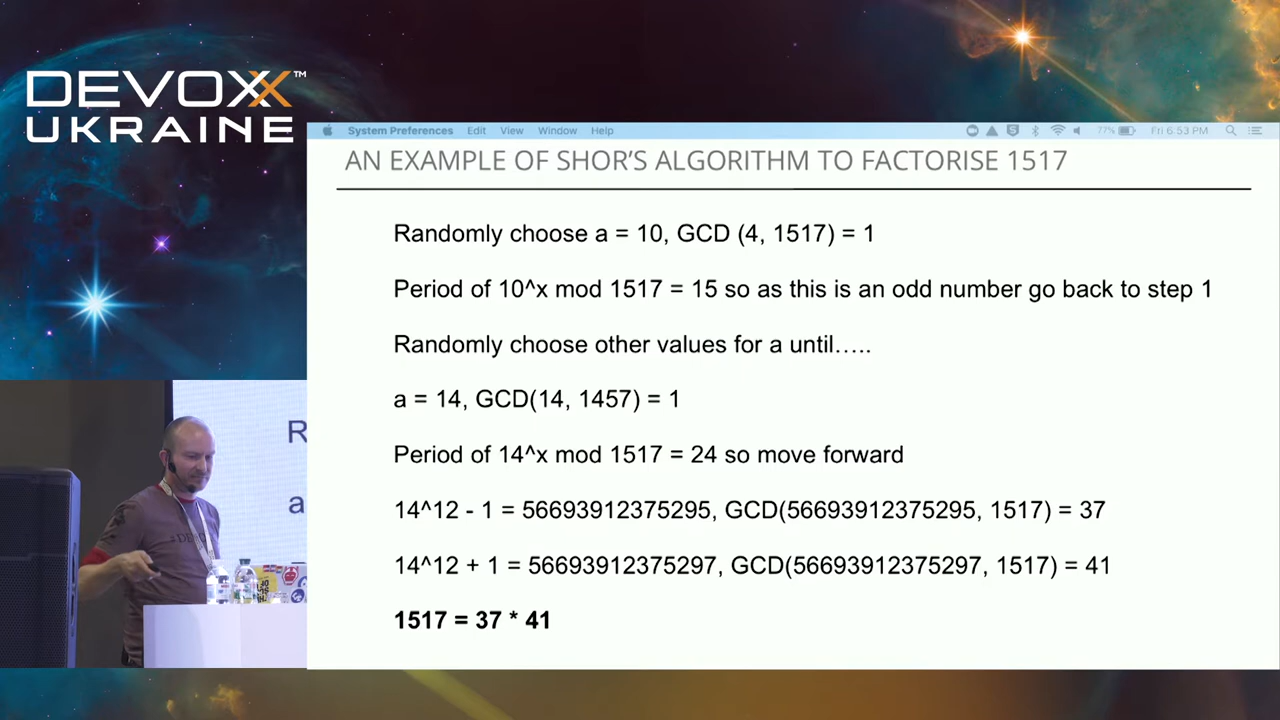 DEVOXX™
UKRAINE
System Preferences Edit View Window Help
77% Fri 6.53 PM
AN EXAMPLE OF SHOR'S ALGORITHM TO FACTORISE 1517
Randomly choose a = 10, GCD (4, 1517) = 1
Period of 10^x mod 1517 = 15 so as this is an odd number go back to step 1
Randomly choose other values for a until…..
a = 14, GCD(14, 1457) = 1
Period of 14^x mod 1517 = 24 so move forward
14^12 - 1 = 56693912375295, GCD(56693912375295, 1517) = 37
14^12 + 1 = 56693912375297, GCD(56693912375297, 1517) = 41
1517 = 37 * 41
R
a